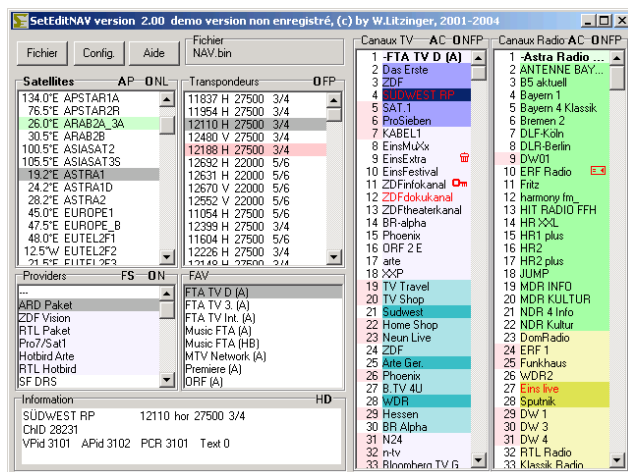 SetEditNAV version 2.00 demo version non enregistré, (c) by W.Litzinger, 2001-2004
Fichier
Config.
Aide
Fichier
NAV.bin
Satellites AP ONL
134.0°E APSTAR1A
76.5°E APSTAR2R
26.0°E ARAB2A_3A
30.5°E ARAB2B
100.5°E ASIASAT2
105.5°E ASIASAT3S
19.2°E ASTRA1
24.2°E ASTRA1D
28.2°E ASTRA2
45.0°E EUROPE1
47.5°E EUROPE_B
48.0°E EUTEL2F1
12.5°W EUTEL2F2
21.5°E EUTEL2F3
Transpondeurs OFP
11837 H 27500 3/4
11954 H 27500 3/4
12110 H 27500 3/4
12480 V 27500 3/4
12188 H 27500 3/4
12692 H 22000 5/6
12631 H 22000 5/6
12670 V 22000 5/6
12552 V 22000 5/6
11054 H 27500 5/6
12399 H 27500 3/4
11604 H 27500 5/6
12226 H 27500 3/4
12148 H 27500 3/4
Providers FS ON
---
ARD Paket
ZDF Vision
RTL Paket
Pro7/Sat1
Hotbird Arte
RTL Hotbird
SF DRS
FAV
FTA TV D (A)
FTA TV 3. (A)
FTA TV Int. (A)
Music FTA (A)
Music FTA (HB)
MTV Network (A)
Premiere (A)
ORF (A)
Information HD
SÜDWEST RP 12110 hor 27500 3/4
ChID 28231
VPid 3101 APid 3102 PCR 3101 Text 0
Canaux TV AC ONFP
1 -FTA TV D (A)
2 Das Erste
3 ZDF
4 SÜDWEST RP
5 SAT.1
6 ProSieben
7 KABEL1
8 EinsMuXx
9 EinsExtra
10 EinsFestival
11 ZDFinfokanal
12 ZDFdokukanal
13 ZDFtheaterkanal
14 BR-alpha
15 Phoenix
16 ORF 2 E
17 arte
18 XXP
19 TV Travel
20 TV Shop
21 Sudwest
22 Home Shop
23 Neun Live
24 ZDF
25 Arte Ger.
26 Phoenix
27 B.TV 4U
28 WDR
29 Hessen
30 BR Alpha
31 N24
32 n-tv
33 Bloomberg TV G
Canaux Radio AC ONFP
1 -Astra Radio ...
2 ANTENNE BAY...
3 B5 aktuell
4 Bayern 1
5 Bayern 4 Klassik
6 Bremen 2
7 DLF-Köln
8 DLR-Berlin
9 DW01
10 ERF Radio
11 Fritz
12 harmony fm_
13 HIT RADIO FFH
14 HR XXL
15 HR1 plus
16 HR2
17 HR2 plus
18 JUMP
19 MDR INFO
20 MDR KULTUR
21 NDR 4 Info
22 NDR Kultur
23 DomRadio
24 ERF 1
25 Funkhaus
26 WDR2
27 Eins live
28 Sputnik
29 DW 1
30 DW 3
31 DW 4
32 RTL Radio
33 Klassik Radio